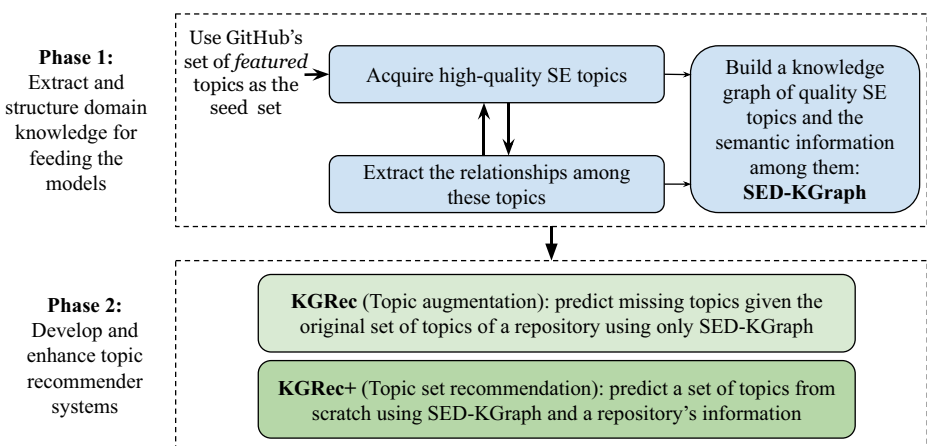 Phase 1:
Extract and
structure domain
knowledge for
feeding the
models
Use GitHub's
set of featured
topics as the
seed set
Acquire high-quality SE topics
Extract the relationships among
these topics
Build a knowledge
graph of quality SE
topics and the
semantic information
among them:
SED-KGraph
Phase 2:
Develop and
enhance topic
recommender
systems
KGRec (Topic augmentation): predict missing topics given the
original set of topics of a repository using only SED-KGraph
KGRec+ (Topic set recommendation): predict a set of topics from
scratch using SED-KGraph and a repository's information